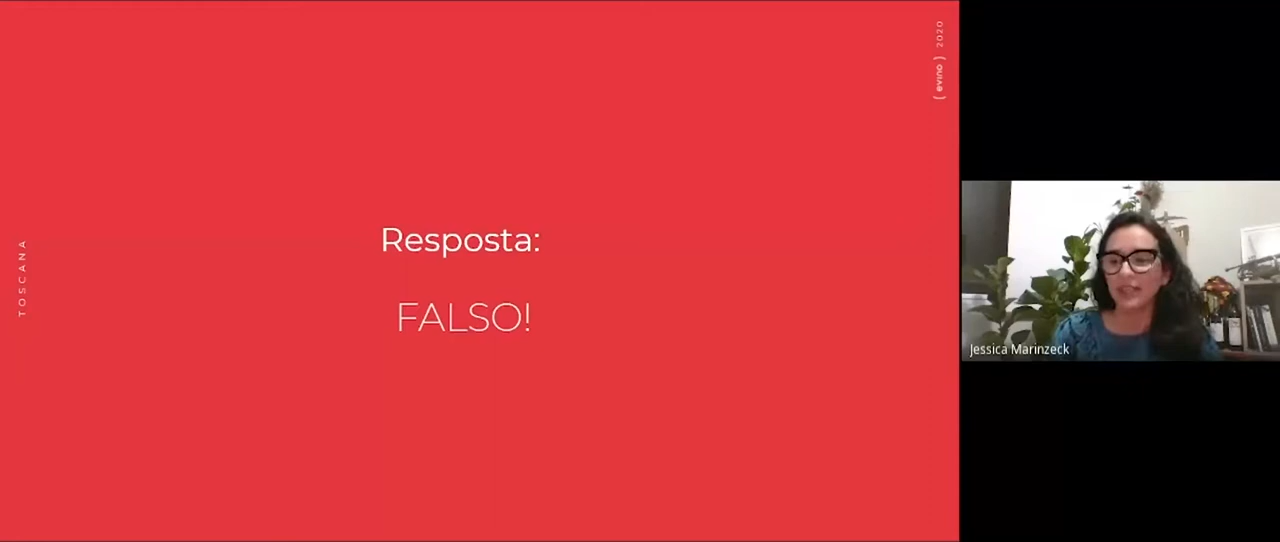 ( evino ) 2020
TOSCANA
Resposta:
FALSO!
Jessica Marinzeck